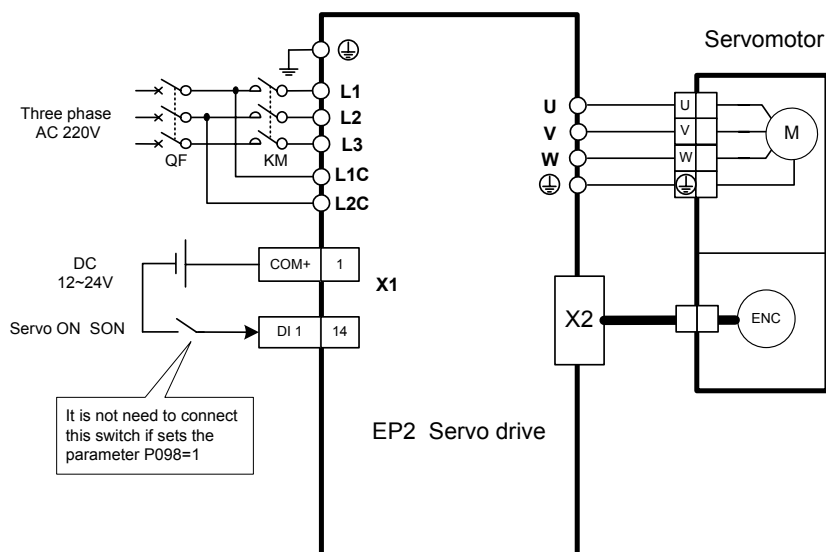 Servomotor
Three phase
AC 220V
QF
KM
L1
L2
L3
L1C
L2C
U
V
W
U
V
W
M
DC
12~24V
COM+ 1
X1
Servo ON SON
DI 1 14
X2
ENC
It is not need to connect
this switch if sets the
parameter P098=1
EP2 Servo drive